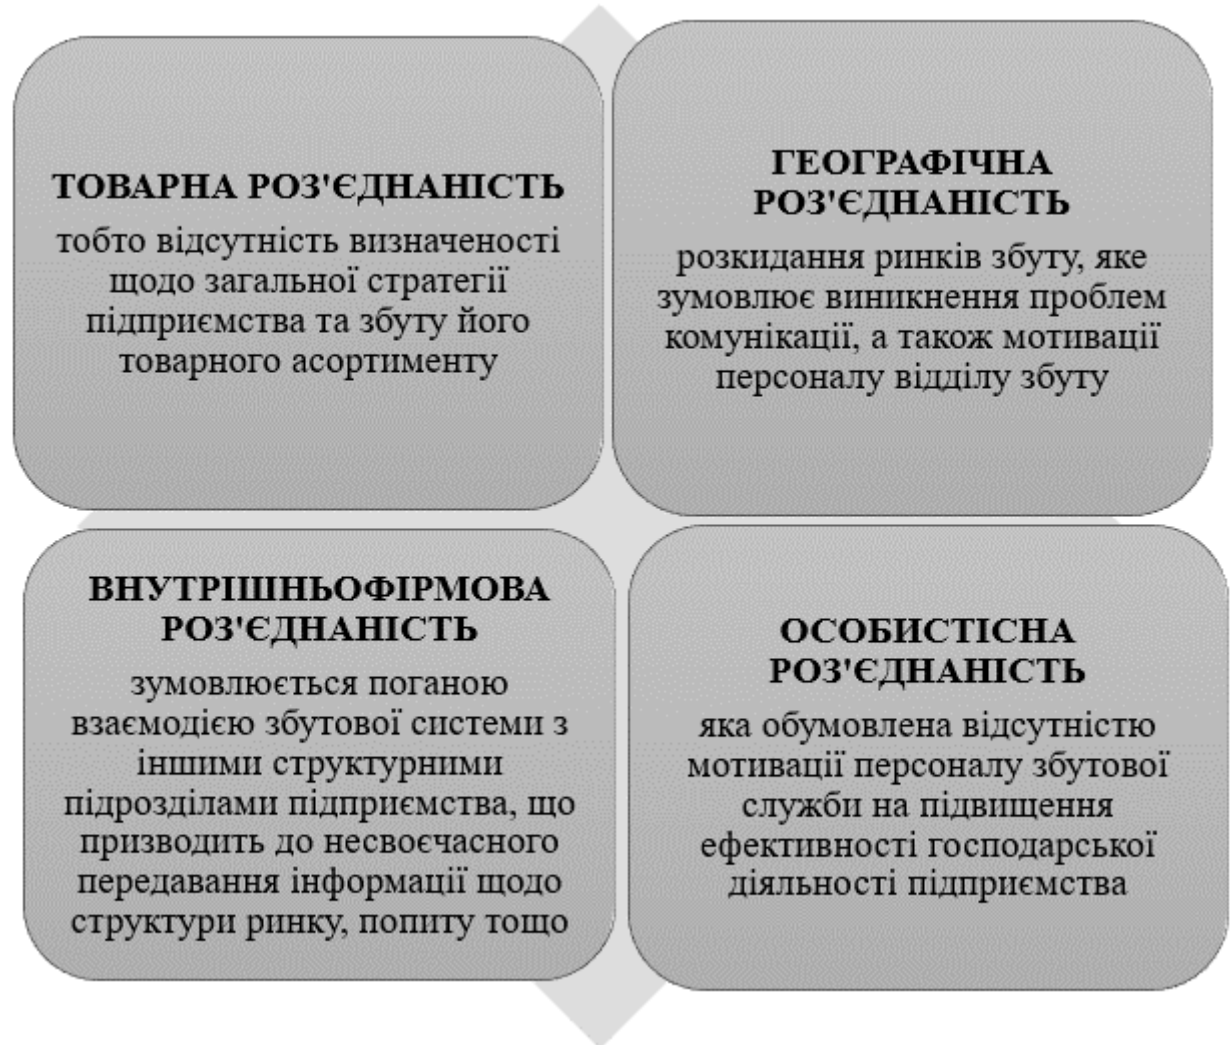 ТОВАРНА РОЗ'ЄДНАНІСТЬ
тобто відсутність визначеності
щодо загальної стратегії
підприємства та збуту його
товарного асортименту
ГЕОГРАФІЧНА
РОЗ'ЄДНАНІСТЬ
розкидання ринків збуту, яке
зумовлює виникнення проблем
комунікації, а також мотивації
персоналу відділу збуту
ВНУТРІШНЬОФІРМОВА
РОЗ'ЄДНАНІСТЬ
зумовлюється поганою
взаємодією збутової системи з
іншими структурними
підрозділами підприємства, що
призводить до несвоєчасного
передавання інформації щодо
структури ринку, попиту тощо
ОСОБИСТІСНА
РОЗ'ЄДНАНІСТЬ
яка обумовлена відсутністю
мотивації персоналу збутової
служби на підвищення
ефективності господарської
діяльності підприємства